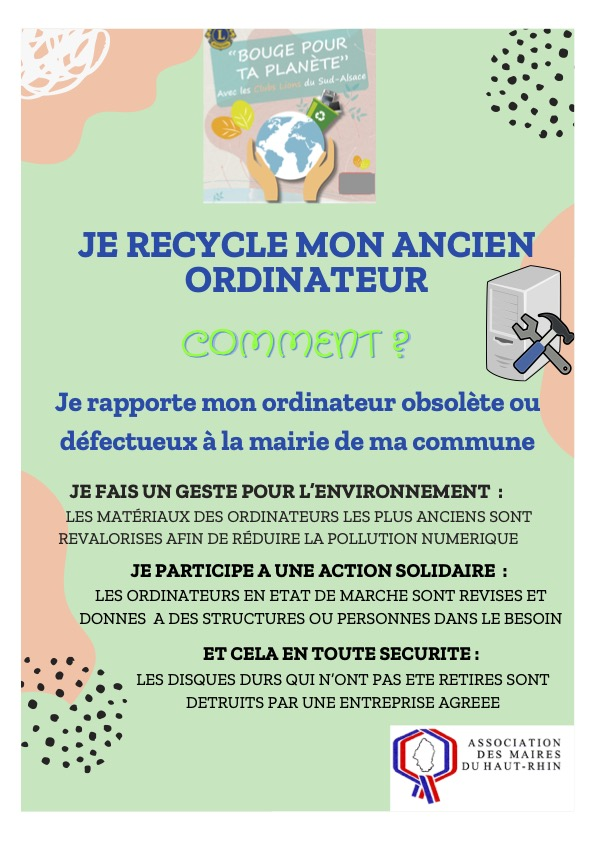 "BOUGE POUR
TA PLANÈTE"
Avec les Clubs Lions du Sud-Alsace
JE RECYCLE MON ANCIEN
ORDINATEUR
COMMENT ?
Je rapporte mon ordinateur obsolète ou
défectueux à la mairie de ma commune
JE FAIS UN GESTE POUR L'ENVIRONNEMENT :
LES MATÉRIAUX DES ORDINATEURS LES PLUS ANCIENS SONT
REVALORISES AFIN DE RÉDUIRE LA POLLUTION NUMERIQUE
JE PARTICIPE A UNE ACTION SOLIDAIRE :
LES ORDINATEURS EN ETAT DE MARCHE SONT REVISES ET
DONNES A DES STRUCTURES OU PERSONNES DANS LE BESOIN
ET CELA EN TOUTE SECURITE :
LES DISQUES DURS QUI N'ONT PAS ETE RETIRES SONT
DETRUITS PAR UNE ENTREPRISE AGREEE
ASSOCIATION
DES MAIRES
DU HAUT-RHIN